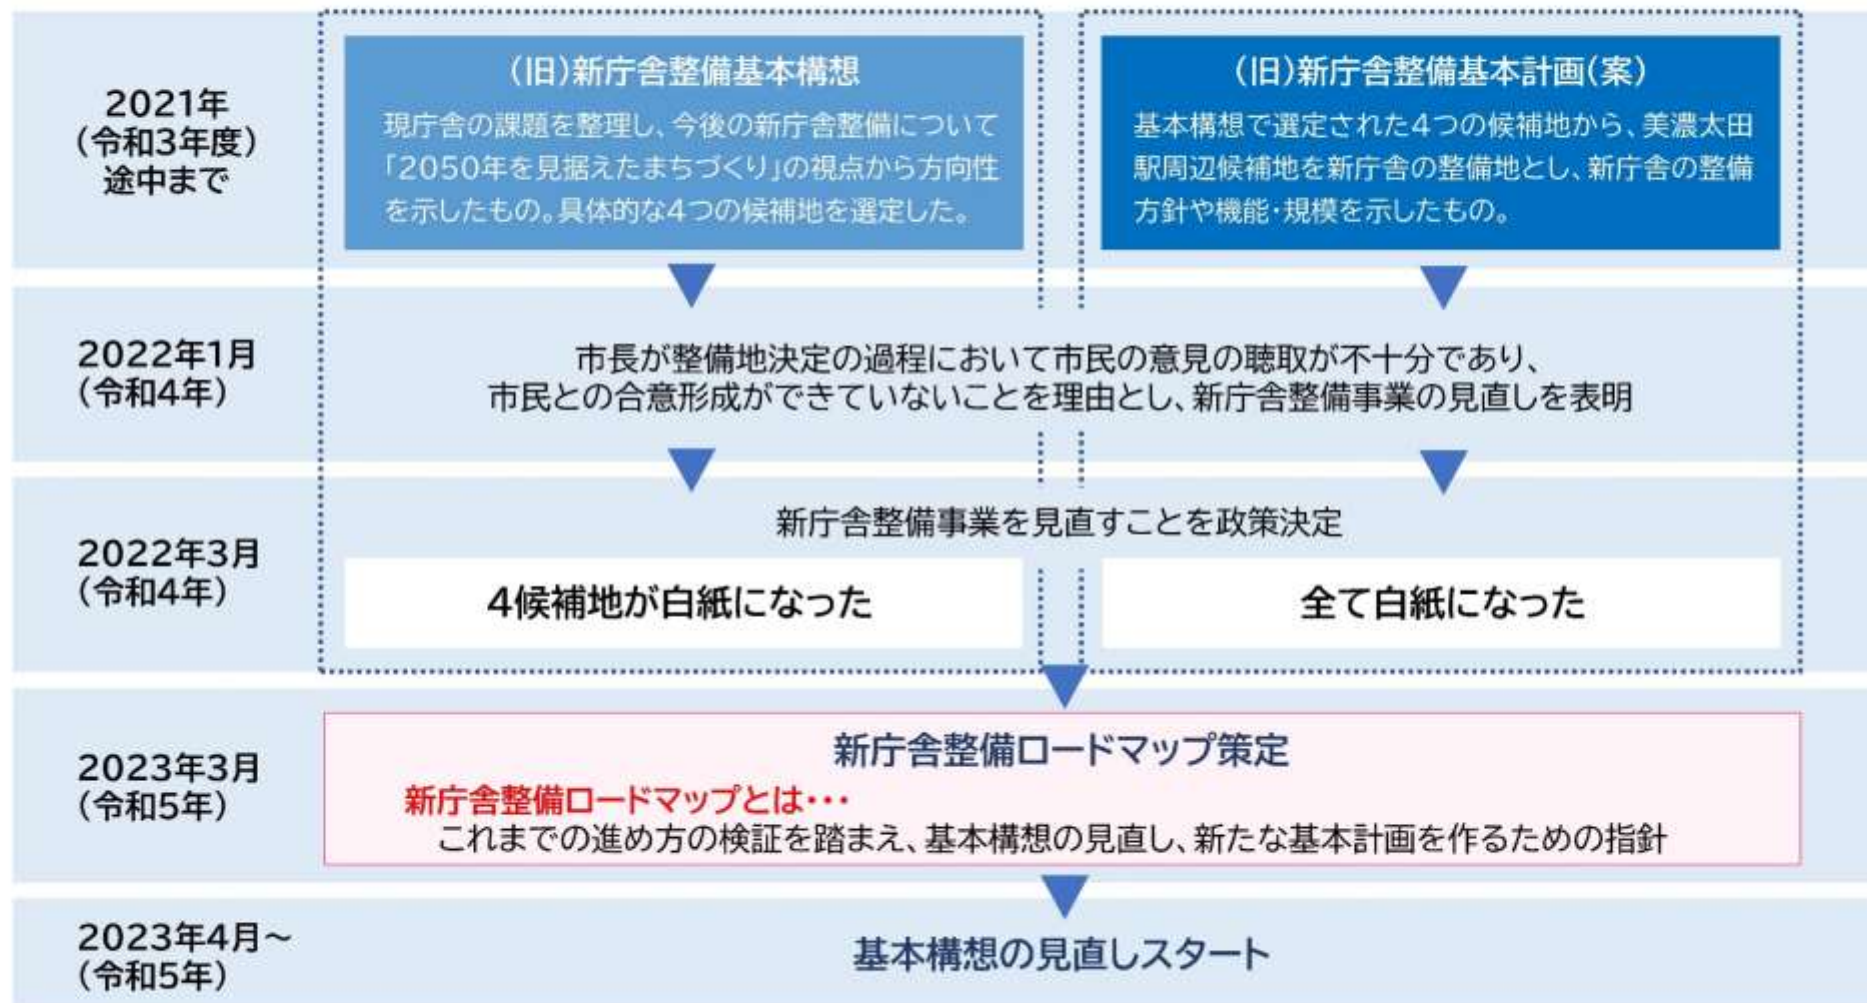 2021年
（令和3年度）
途中まで
（旧）新庁舎整備基本構想
現庁舎の課題を整理し、今後の新庁舎整備について
「2050年を見据えたまちづくり」の視点から方向性
を示したもの。具体的な4つの候補地を選定した。
（旧）新庁舎整備基本計画（案）
基本構想で選定された4つの候補地から、美濃太田
駅周辺候補地を新庁舎の整備地とし、新庁舎の整備
方針や機能・規模を示したもの。
2022年1月
（令和4年）
市長が整備地決定の過程において市民の意見の聴取が不十分であり、
市民との合意形成ができていないことを理由とし、新庁舎整備事業の見直しを表明
2022年3月
（令和4年）
新庁舎整備事業を見直すことを政策決定
4候補地が白紙になった
全て白紙になった
2023年3月
（令和5年）
新庁舎整備ロードマップ策定
新庁舎整備ロードマップとは・・・
これまでの進め方の検証を踏まえ、基本構想の見直し、新たな基本計画を作るための指針
2023年4月～
（令和5年）
基本構想の見直しスタート